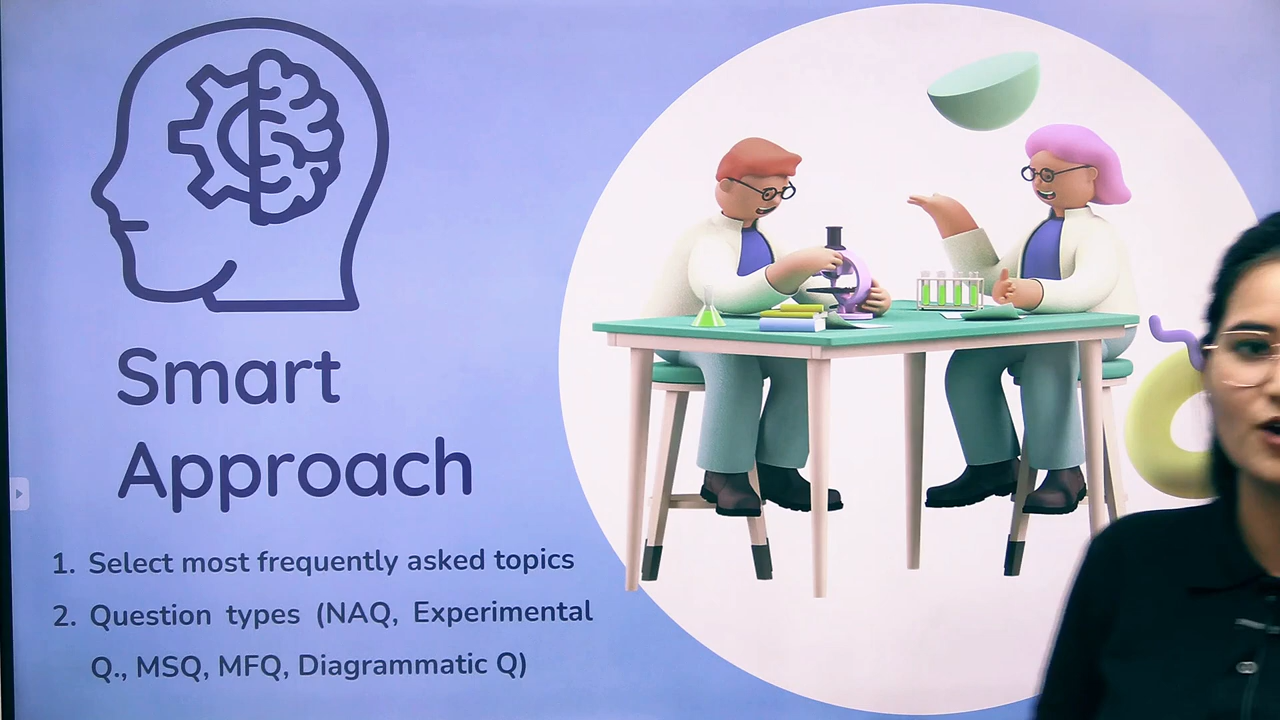 Smart
Approach
1. Select most frequently asked topics
2. Question types (NAQ, Experimental
Q., MSQ, MFQ, Diagrammatic Q)